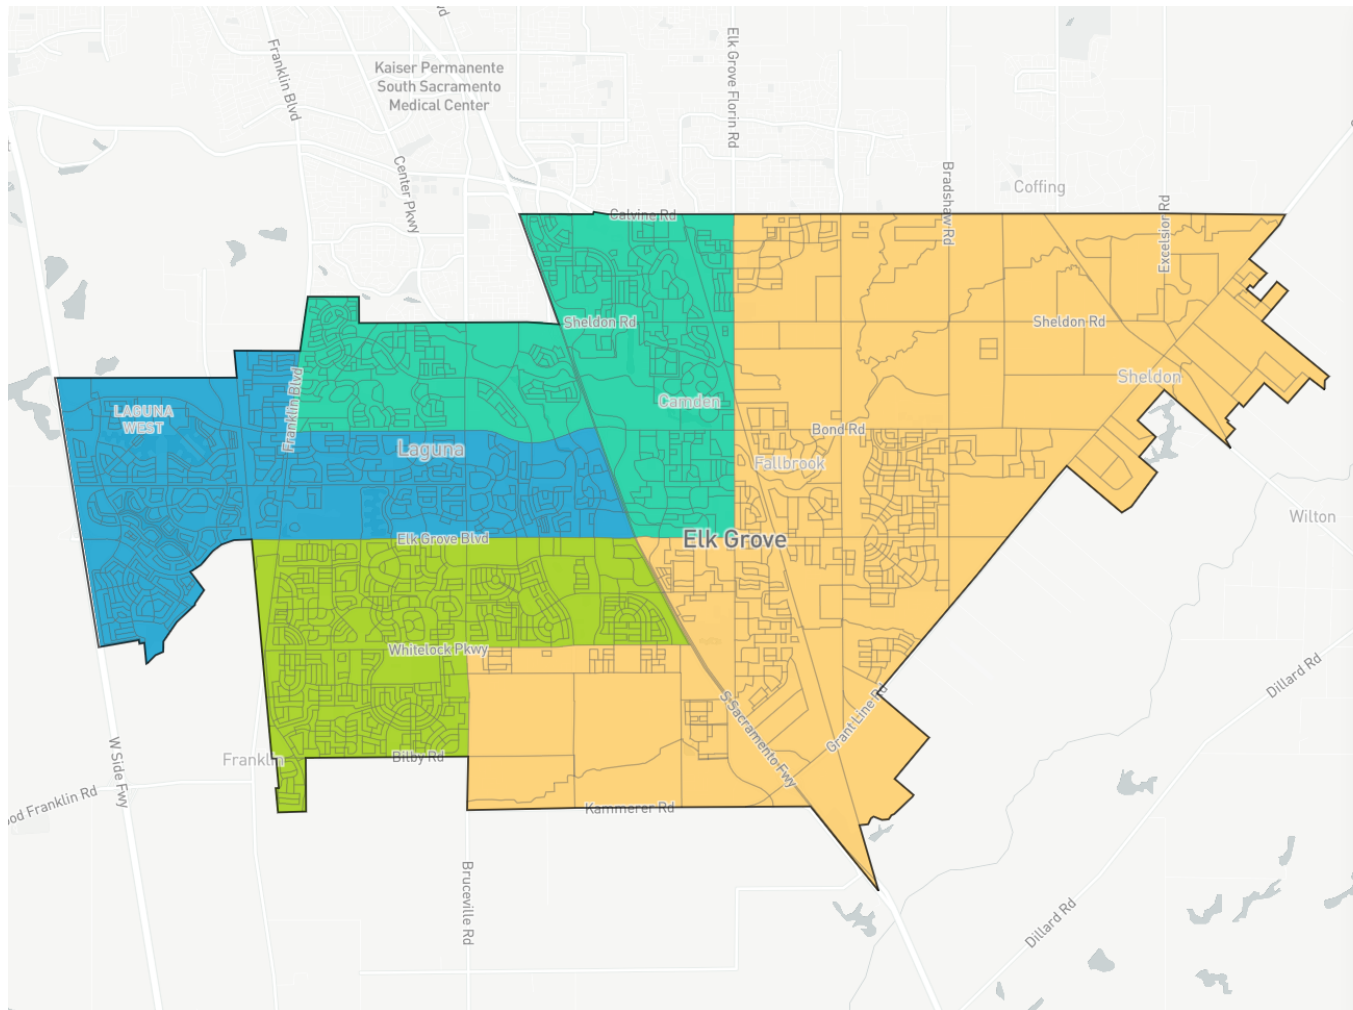 vd
Franklin Blvd
Kaiser Permanente
South Sacramento
Medical Center
Elk Grove Florin Rd
Center Pkwy
Bradshaw Rd
Coffing
Excelsior Rd
Calvine Rd
Sheldon Rd
Sheldon Rd
Sheldon
Franklin Blvd
Camden
LAGUNA
WEST
Laguna
Bond Rd
Fallbrook
Wilton
Elk Grove Blvd
Elk Grove
Whitelock Pkwy
Dillard Rd
S Sacramento Fwy
Grant Line Rd
W Side Fwy
Franklin
Bilby Rd
ood Franklin Rd
Kammerer Rd
Bruceville Rd
Dillard Rd